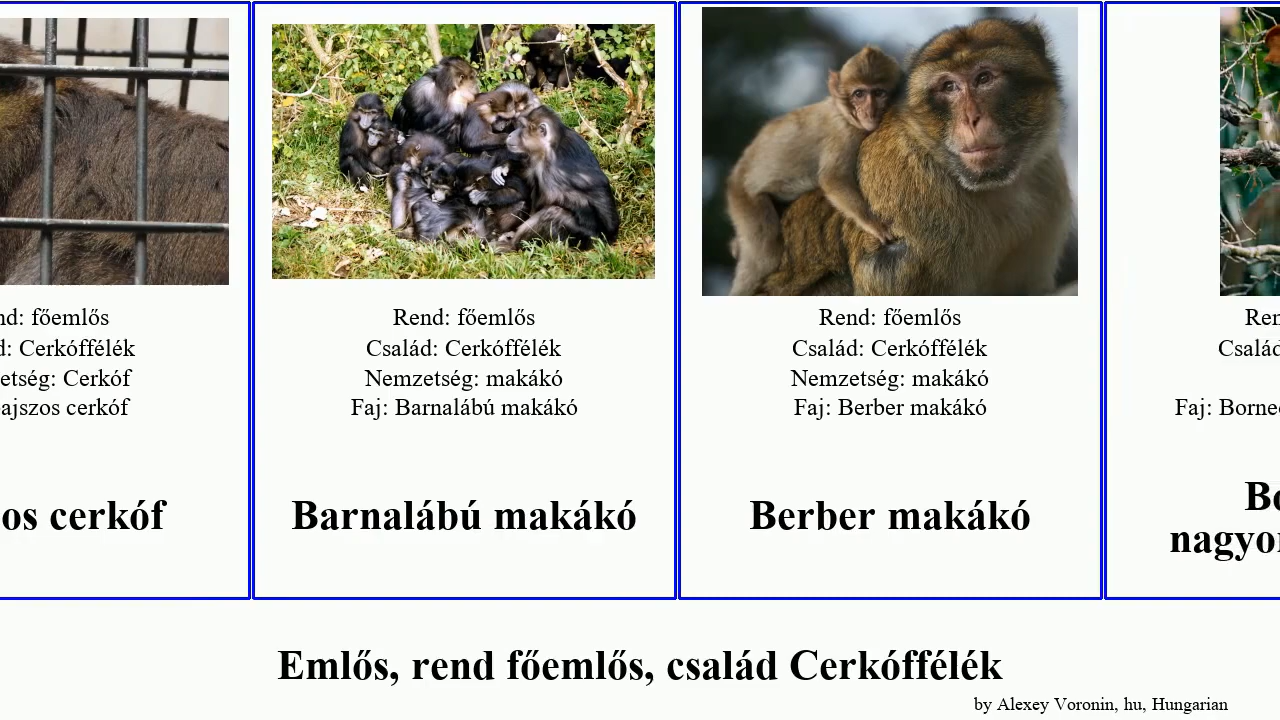 nd: főemlős
d: Cerkóffélék
etség: Cerkóf
ajszos cerkóf
os cerkóf
Rend: főemlős
Család: Cerkóffélék
Nemzetség: makákó
Faj: Barnalábú makákó
Barnalábú makákó
Rend: főemlős
Család: Cerkóffélék
Nemzetség: makákó
Faj: Berber makákó
Berber makákó
Ren
Család
Faj: Borneó
Bo
nagyor
Emlős, rend főemlős, család Cerkóffélék
by Alexey Voronin, hu, Hungarian